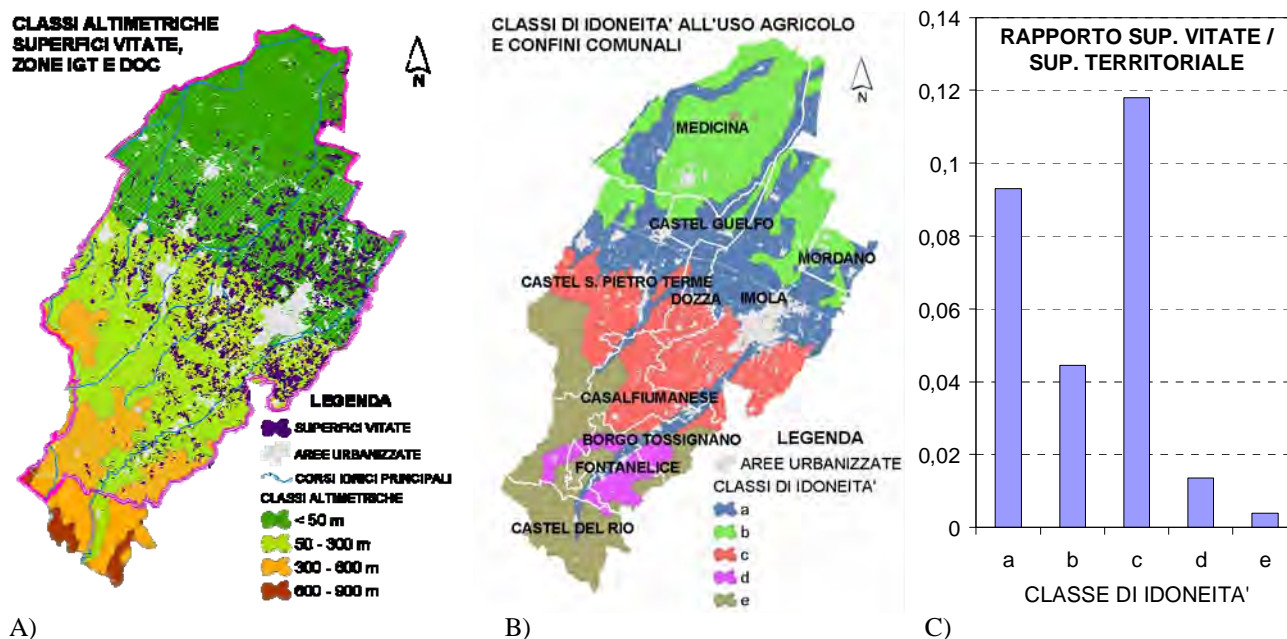 CLASSI ALTIMETRICHE
SUPERFICI VITATE,
ZONE IGT E DOC
N
LEGENDA
SUPERFICI VITATE
AREE URBANIZZATE
CORSI IDRICI PRINCIPALI
CLASSI ALTIMETRICHE
< 50 m
50 - 300 m
300 - 600 m
600 - 900 m
A)
CLASSI DI IDONEITA' ALL'USO AGRICOLO
E CONFINI COMUNALI
N
MEDICINA
CASTEL GUELFO
MORDANO
CASTEL S. PIETRO TERME
DOZZA
IMOLA
CASALFIUMANESE
BORGO TOSSIGNANO
FONTANELICE
CASTEL DEL RIO
LEGENDA
AREE URBANIZZATE
CLASSI DI IDONEITA'
a
b
c
d
e
B)
RAPPORTO SUP. VITATE /
SUP. TERRITORIALE
0,14
0,12
0,1
0,08
0,06
0,04
0,02
0
a b c d e
CLASSE DI IDONEITA'
C)